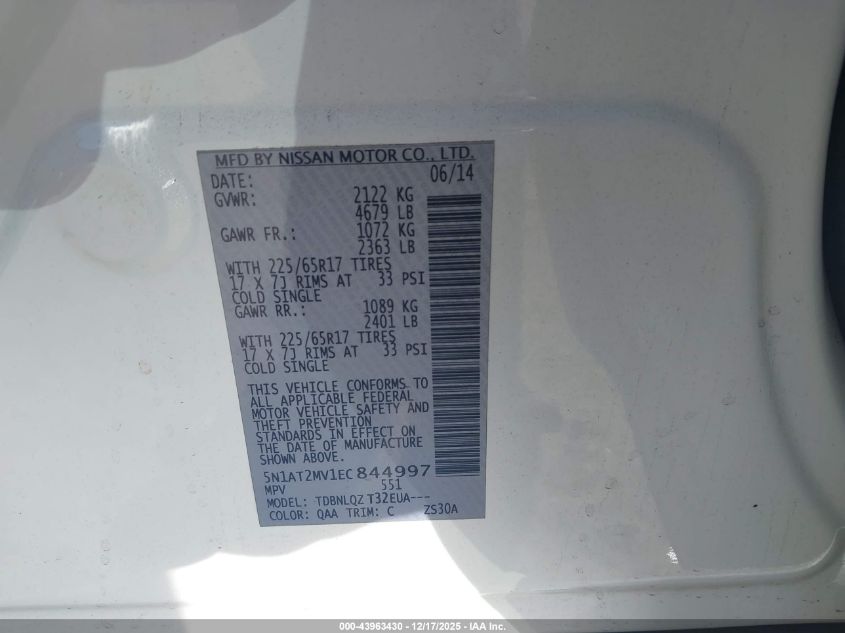 MFD BY NISSAN MOTOR CO., LTD.
DATE: 06/14
GVWR: 2122 KG
4679 LB
GAWR FR.: 1072 KG
2363 LB
WITH 225/65R17 TIRES
17 X 7J RIMS AT 33 PSI
COLD SINGLE
GAWR RR.: 1089 KG
2401 LB
WITH 225/65R17 TIRES
17 X 7J RIMS AT 33 PSI
COLD SINGLE
THIS VEHICLE CONFORMS TO
ALL APPLICABLE FEDERAL
MOTOR VEHICLE SAFETY AND
THEFT PREVENTION
STANDARDS IN EFFECT ON
THE DATE OF MANUFACTURE
SHOWN ABOVE.
5N1AT2MV1EC844997
MPV 551
MODEL: TDBNLQZ T32EUA---
COLOR: QAA TRIM: C ZS30A
000-43963430 - 12/17/2025 - IAA Inc.